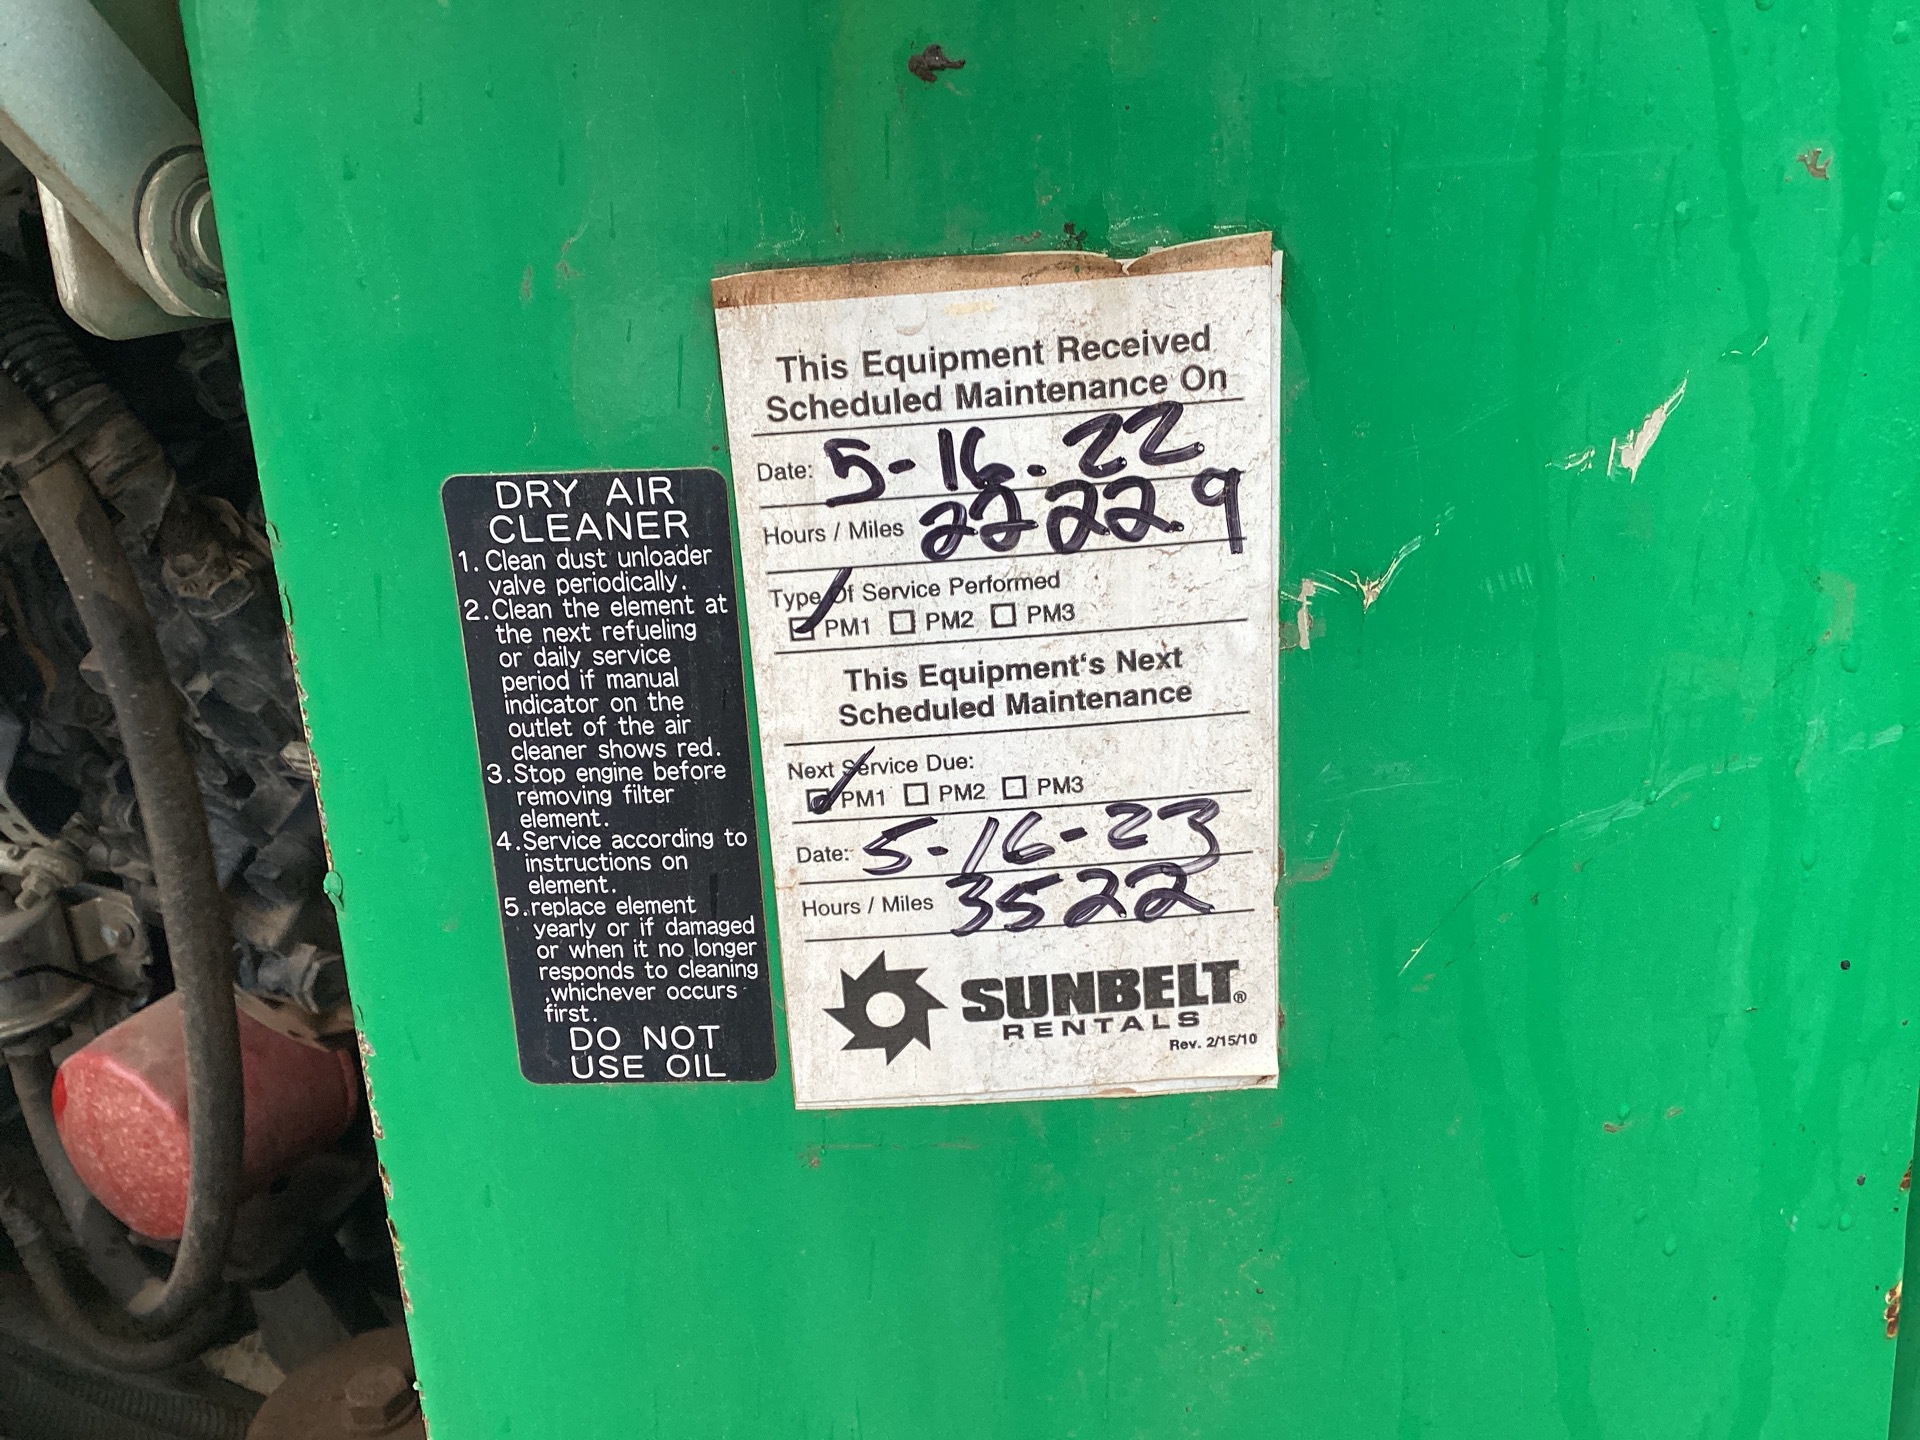 DRY AIR
CLEANER
1. Clean dust unloader
valve periodically.
2. Clean the element at
the next refueling
or daily service
period if manual
indicator on the
outlet of the air
cleaner shows red.
3. Stop engine before
removing filter
element.
4. Service according to
instructions on
element.
5. replace element
yearly or if damaged
or when it no longer
responds to cleaning
,whichever occurs
first.
DO NOT
USE OIL
This Equipment Received
Scheduled Maintenance On
Date: 5-16-22
Hours / Miles 2222.9
Type Of Service Performed
PM1 PM2 PM3
This Equipment's Next
Scheduled Maintenance
Next Service Due:
PM1 PM2 PM3
Date: 5-16-23
Hours / Miles 3522
SUNBELT®
RENTALS
Rev. 2/15/10